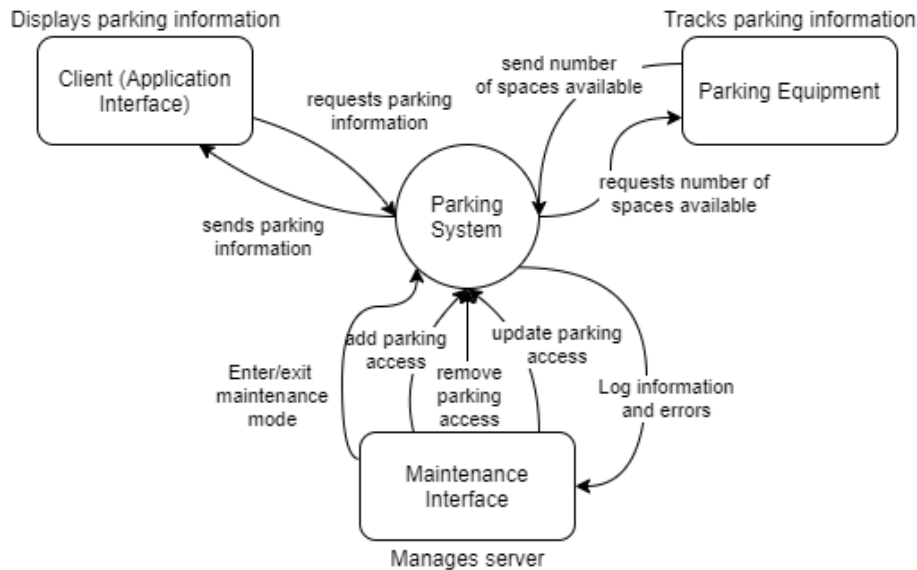 Displays parking information
Tracks parking information
Client (Application
Interface)
send number
of spaces available
Parking Equipment
requests parking
information
requests number of
spaces available
Parking
System
sends parking
information
add parking
access
update parking
access
Enter/exit
maintenance
mode
remove
parking
access
Log information
and errors
Maintenance
Interface
Manages server